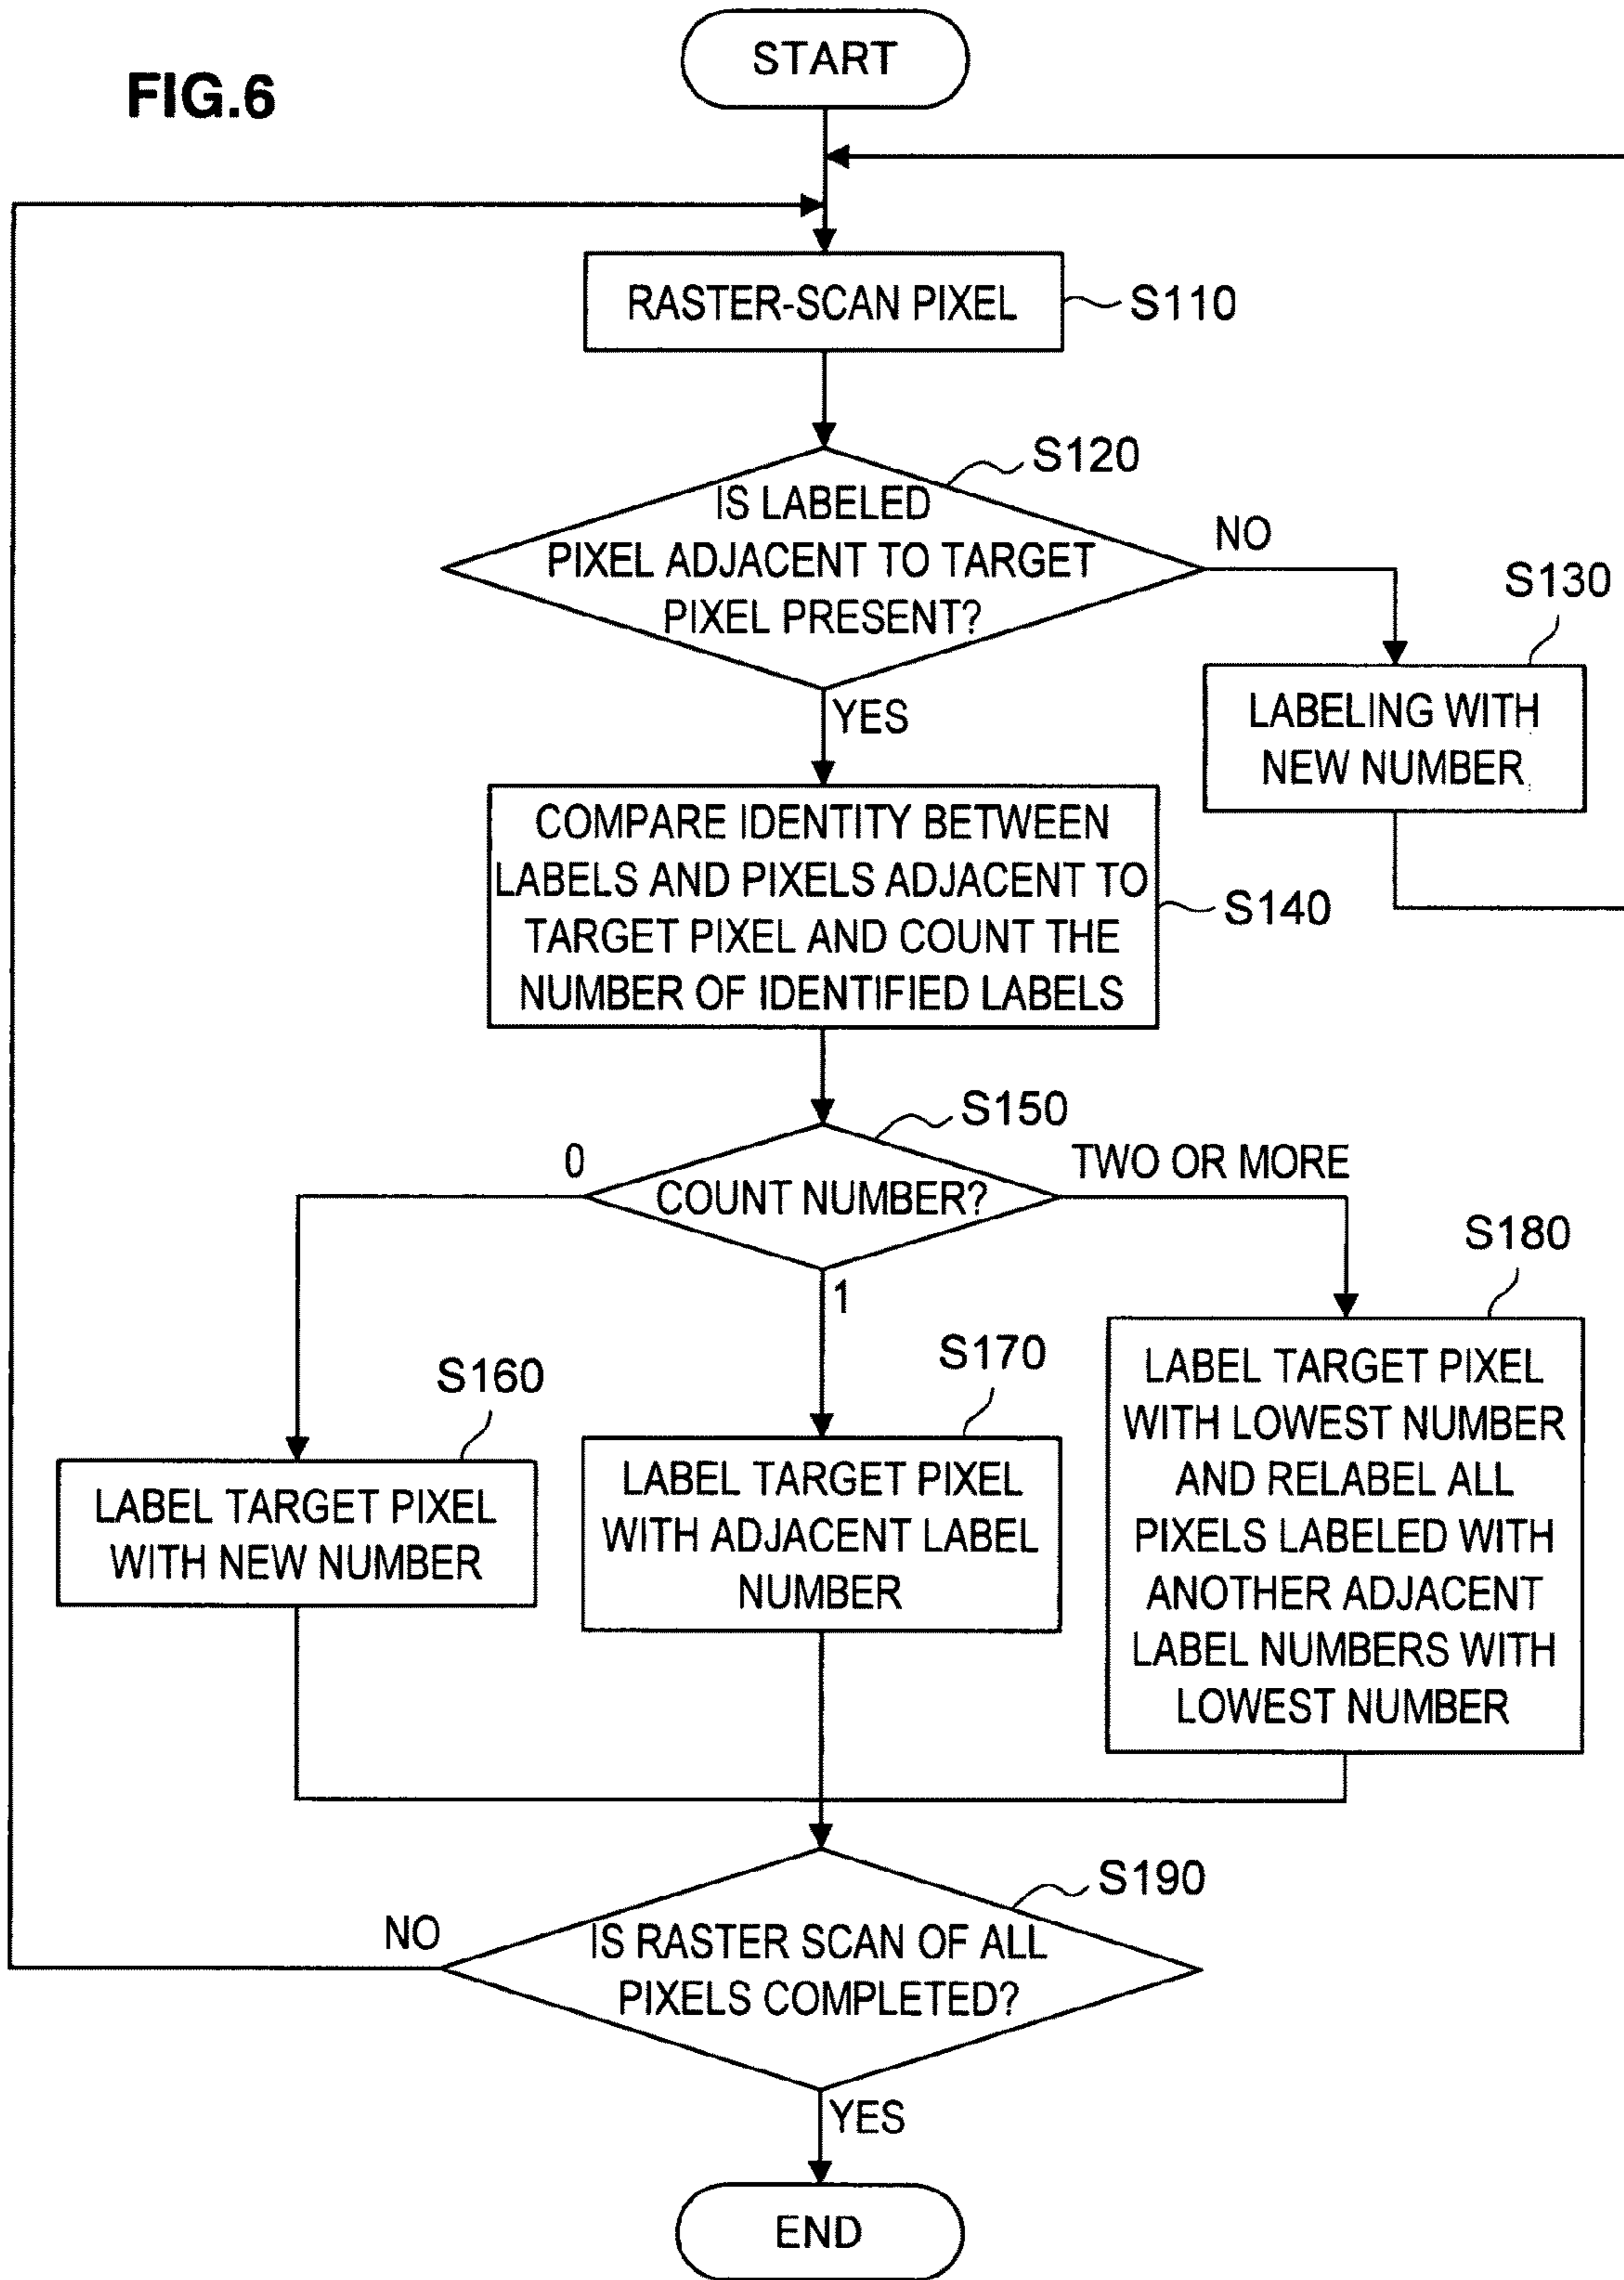 FIG.6
START
RASTER-SCAN PIXEL
S110
S120
IS LABELED
PIXEL ADJACENT TO TARGET
PIXEL PRESENT?
NO
S130
LABELING WITH
NEW NUMBER
YES
COMPARE IDENTITY BETWEEN
LABELS AND PIXELS ADJACENT TO
TARGET PIXEL AND COUNT THE
NUMBER OF IDENTIFIED LABELS
S140
S150
COUNT NUMBER?
0
1
TWO OR MORE
S160
LABEL TARGET PIXEL
WITH NEW NUMBER
S170
LABEL TARGET PIXEL
WITH ADJACENT LABEL
NUMBER
S180
LABEL TARGET PIXEL
WITH LOWEST NUMBER
AND RELABEL ALL
PIXELS LABELED WITH
ANOTHER ADJACENT
LABEL NUMBERS WITH
LOWEST NUMBER
S190
IS RASTER SCAN OF ALL
PIXELS COMPLETED?
NO
YES
END